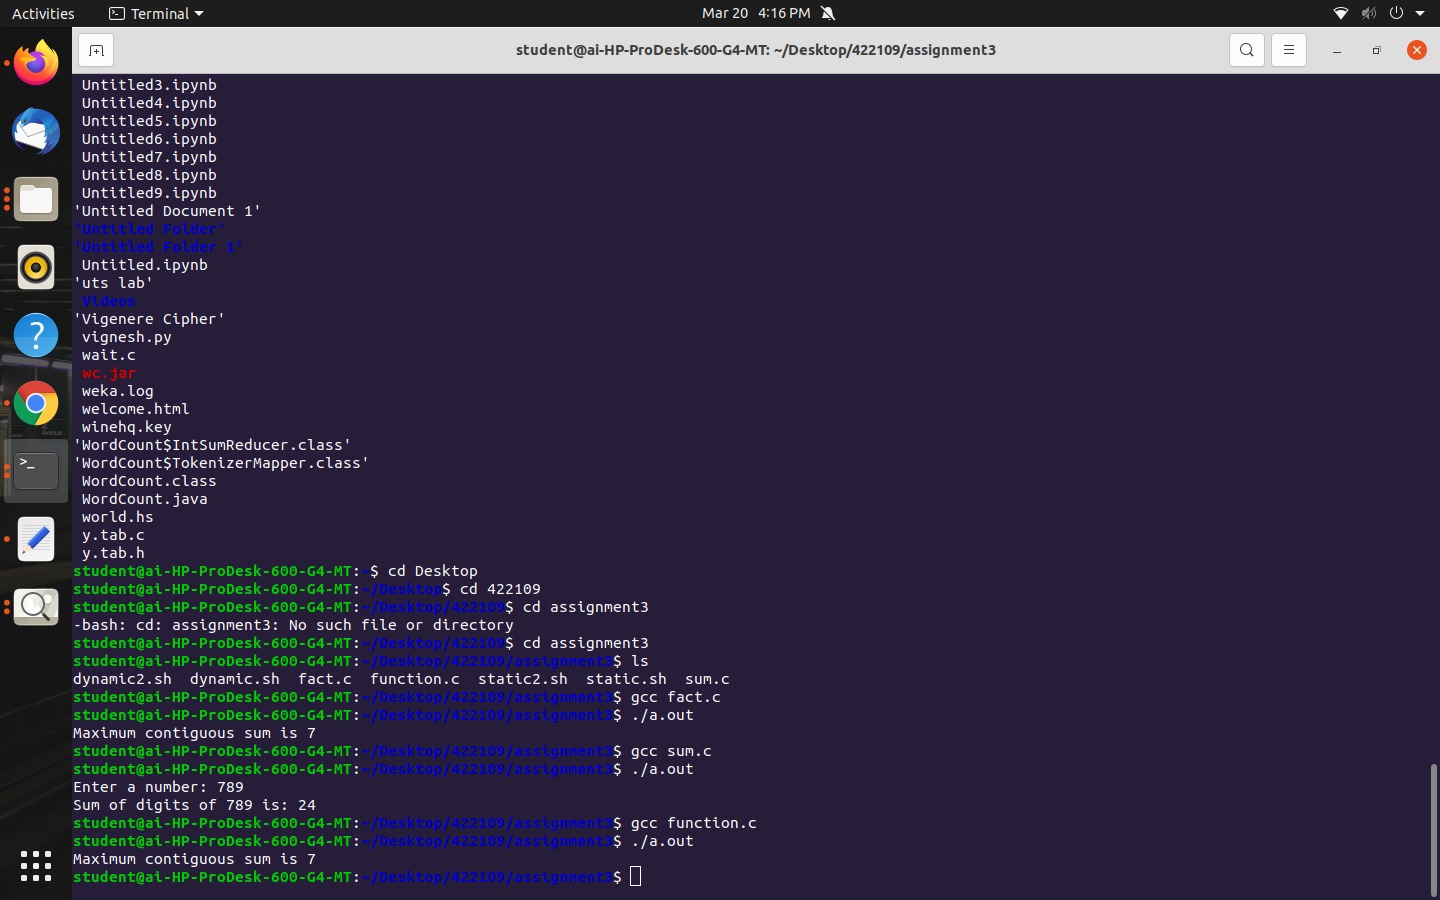 Activities Terminal Mar 20 4:16 PM
student@ai-HP-ProDesk-600-G4-MT: ~/Desktop/422109/assignment3
Untitled3.ipynb
Untitled4.ipynb
Untitled5.ipynb
Untitled6.ipynb
Untitled7.ipynb
Untitled8.ipynb
Untitled9.ipynb
'Untitled Document 1'
'Untitled Folder'
'Untitled Folder 1'
Untitled.ipynb
'uts lab'
Videos
'Vigenere Cipher'
vignesh.py
wait.c
wc.jar
weka.log
welcome.html
winehq.key
'WordCount$IntSumReducer.class'
'WordCount$TokenizerMapper.class'
WordCount.class
WordCount.java
world.hs
y.tab.c
y.tab.h
student@ai-HP-ProDesk-600-G4-MT:~$ cd Desktop
student@ai-HP-ProDesk-600-G4-MT:~/Desktop$ cd 422109
student@ai-HP-ProDesk-600-G4-MT:~/Desktop/422109$ cd assignment3
-bash: cd: assignment3: No such file or directory
student@ai-HP-ProDesk-600-G4-MT:~/Desktop/422109$ cd assignment3
student@ai-HP-ProDesk-600-G4-MT:~/Desktop/422109/assignment3$ ls
dynamic2.sh dynamic.sh fact.c function.c static2.sh static.sh sum.c
student@ai-HP-ProDesk-600-G4-MT:~/Desktop/422109/assignment3$ gcc fact.c
student@ai-HP-ProDesk-600-G4-MT:~/Desktop/422109/assignment3$ ./a.out
Maximum contiguous sum is 7
student@ai-HP-ProDesk-600-G4-MT:~/Desktop/422109/assignment3$ gcc sum.c
student@ai-HP-ProDesk-600-G4-MT:~/Desktop/422109/assignment3$ ./a.out
Enter a number: 789
Sum of digits of 789 is: 24
student@ai-HP-ProDesk-600-G4-MT:~/Desktop/422109/assignment3$ gcc function.c
student@ai-HP-ProDesk-600-G4-MT:~/Desktop/422109/assignment3$ ./a.out
Maximum contiguous sum is 7
student@ai-HP-ProDesk-600-G4-MT:~/Desktop/422109/assignment3$